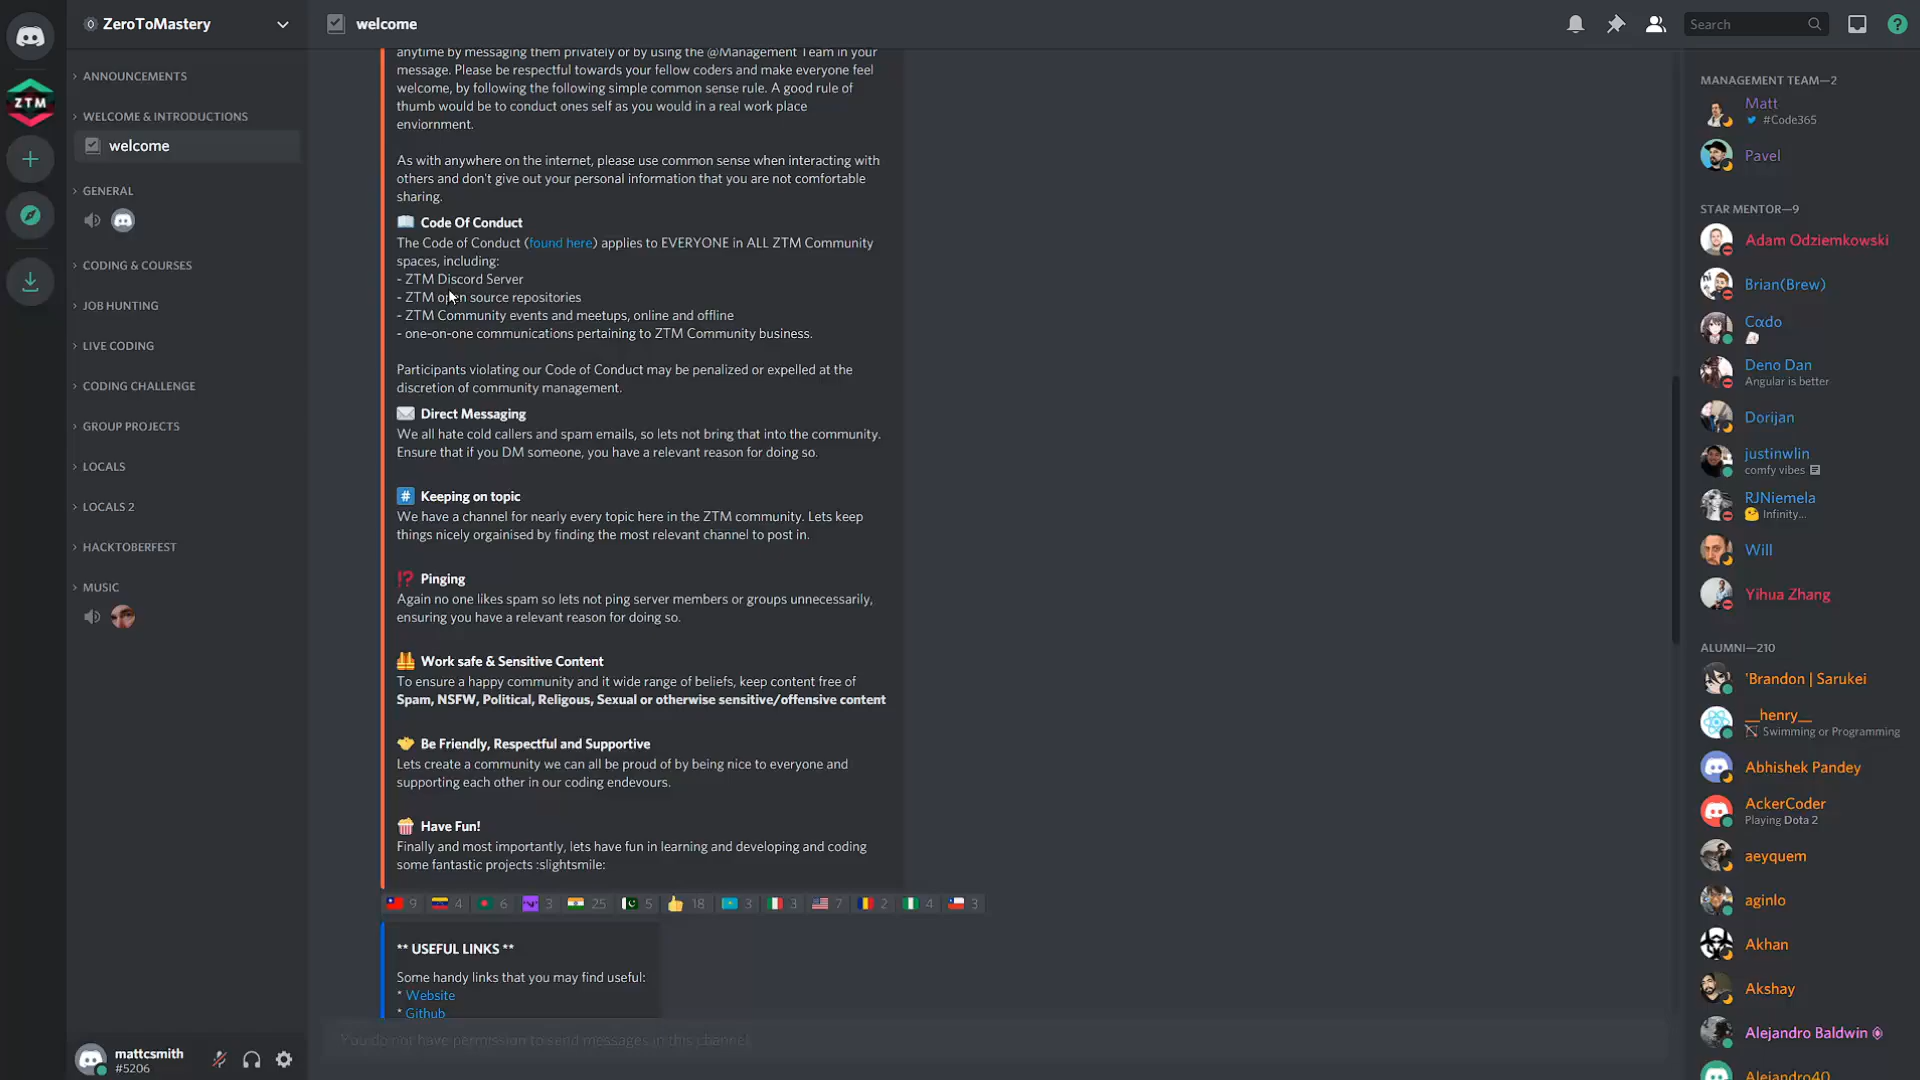 ZeroToMastery
welcome
Search
ZTM
ANNOUNCEMENTS
WELCOME & INTRODUCTIONS
welcome
GENERAL
CODING & COURSES
JOB HUNTING
LIVE CODING
CODING CHALLENGE
GROUP PROJECTS
LOCALS
LOCALS 2
HACKTOBERFEST
MUSIC
mattcsmith
#5206
anytime by messaging them privately or by using the @Management Team in your
message. Please be respectful towards your fellow coders and make everyone feel
welcome, by following the following simple common sense rule. A good rule of
thumb would be to conduct ones self as you would in a real work place
enviornment.
As with anywhere on the internet, please use common sense when interacting with
others and don't give out your personal information that you are not comfortable
sharing.
Code Of Conduct
The Code of Conduct (found here) applies to EVERYONE in ALL ZTM Community
spaces, including:
- ZTM Discord Server
- ZTM open source repositories
- ZTM Community events and meetups, online and offline
- one-on-one communications pertaining to ZTM Community business.
Participants violating our Code of Conduct may be penalized or expelled at the
discretion of community management.
Direct Messaging
We all hate cold callers and spam emails, so lets not bring that into the community.
Ensure that if you DM someone, you have a relevant reason for doing so.
# Keeping on topic
We have a channel for nearly every topic here in the ZTM community. Lets keep
things nicely orgainised by finding the most relevant channel to post in.
⁉ Pinging
Again no one likes spam so lets not ping server members or groups unnecessarily,
ensuring you have a relevant reason for doing so.
Work safe & Sensitive Content
To ensure a happy community and it wide range of beliefs, keep content free of
Spam, NSFW, Political, Religous, Sexual or otherwise sensitive/offensive content
Be Friendly, Respectful and Supportive
Lets create a community we can all be proud of by being nice to everyone and
supporting each other in our coding endevours.
Have Fun!
Finally and most importantly, lets have fun in learning and developing and coding
some fantastic projects :slightsmile:
9 4 6 3 25 5 18 3 3 7 2 4 3
** USEFUL LINKS **
Some handy links that you may find useful:
* Website
* Github
You do not have permission to send messages in this channel.
MANAGEMENT TEAM—2
Matt
#Code365
Pavel
STAR MENTOR—9
Adam Odziemkowski
Brian(Brew)
Cαdo
Deno Dan
Angular is better
Dorijan
justinwlin
comfy vibes
RJNiemela
Infinity...
Will
Yihua Zhang
ALUMNI—210
'Brandon | Sarukei
__henry__
Swimming or Programming
Abhishek Pandey
AckerCoder
Playing Dota 2
aeyquem
aginlo
Akhan
Akshay
Alejandro Baldwin
Alejandro40